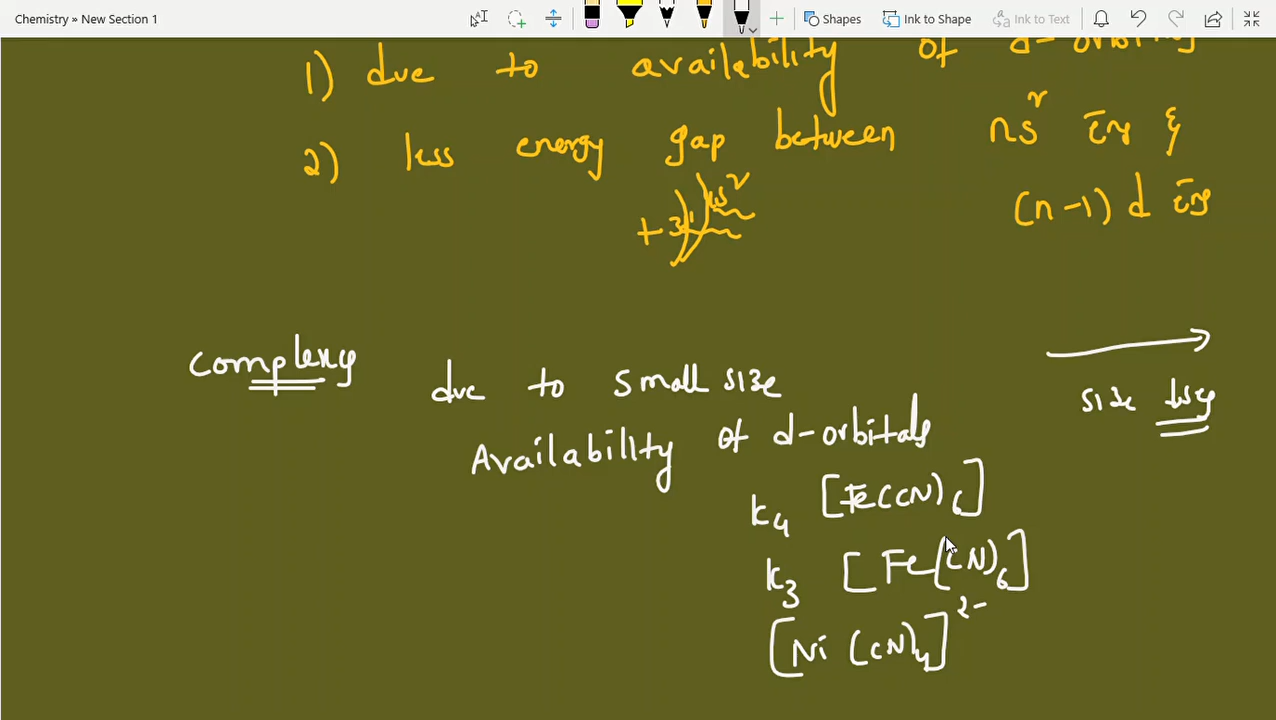 Chemistry » New Section 1
Shapes Ink to Shape Ink to Text
1) due to availability of d-orbitals
2) less energy gap between ns²
(n-1) d
+3
Complexy due to small size
size
Availability of d-orbitals
K₄ [Fe(CN)₆]
K₃ [Fe(CN)₆]
[Ni(CN)₄]²⁻